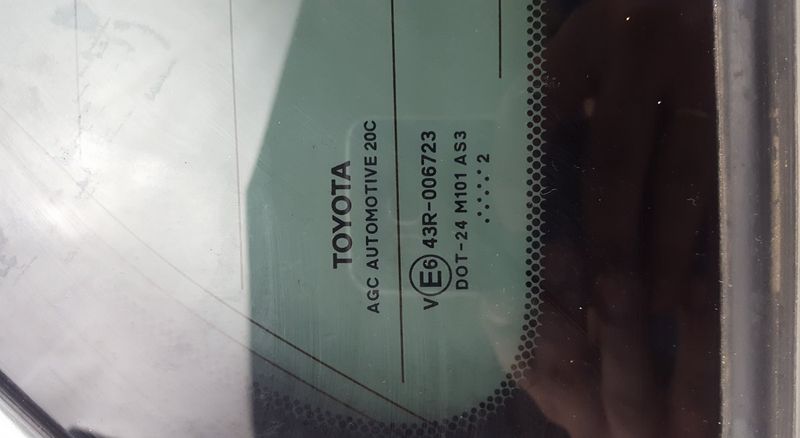 TOYOTA
AGC AUTOMOTIVE 20C
V E6 43R-006723
DOT-24 M101 AS3
..... ..... 2